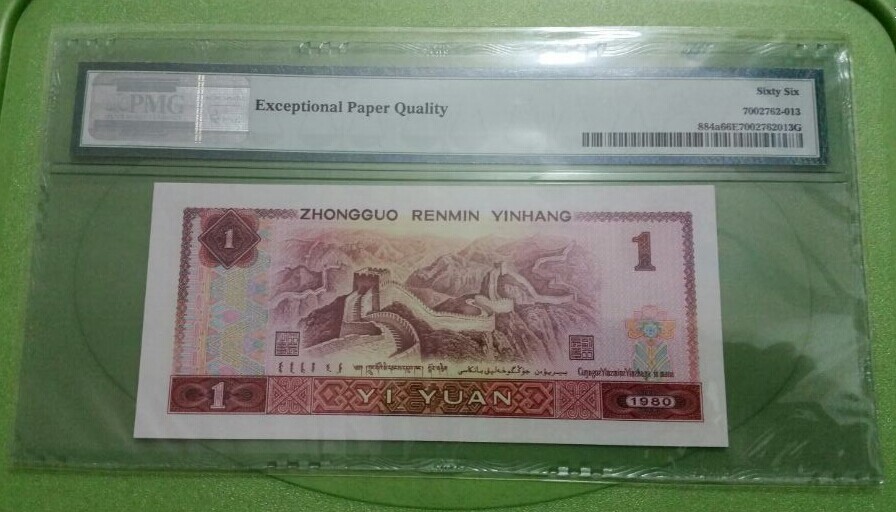 PMG
Exceptional Paper Quality
Sixty Six
7002762-013
884a66E7002762013G
ZHONGGUO RENMIN YINHANG
1
1
1
YI YUAN
1980